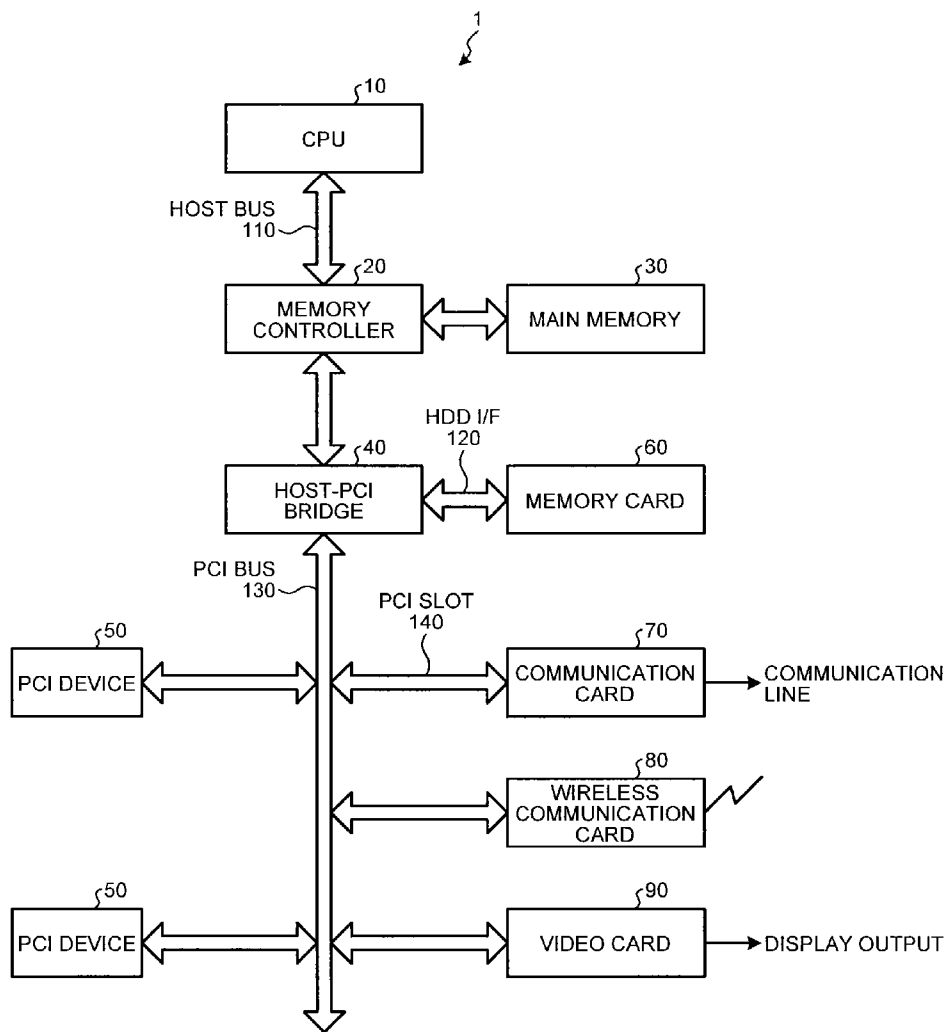 1
10
CPU
HOST BUS
110
20
MEMORY
CONTROLLER
30
MAIN MEMORY
HDD I/F
120
40
HOST-PCI
BRIDGE
60
MEMORY CARD
PCI BUS
130
PCI SLOT
140
50
PCI DEVICE
70
COMMUNICATION
CARD
COMMUNICATION
LINE
80
WIRELESS
COMMUNICATION
CARD
50
PCI DEVICE
90
VIDEO CARD
DISPLAY OUTPUT